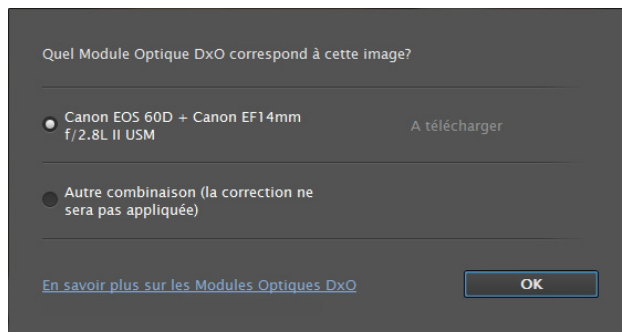 Quel Module Optique DxO correspond à cette image?
Canon EOS 60D + Canon EF14mm
f/2.8L II USM
A télécharger
Autre combinaison (la correction ne
sera pas appliquée)
En savoir plus sur les Modules Optiques DxO
OK